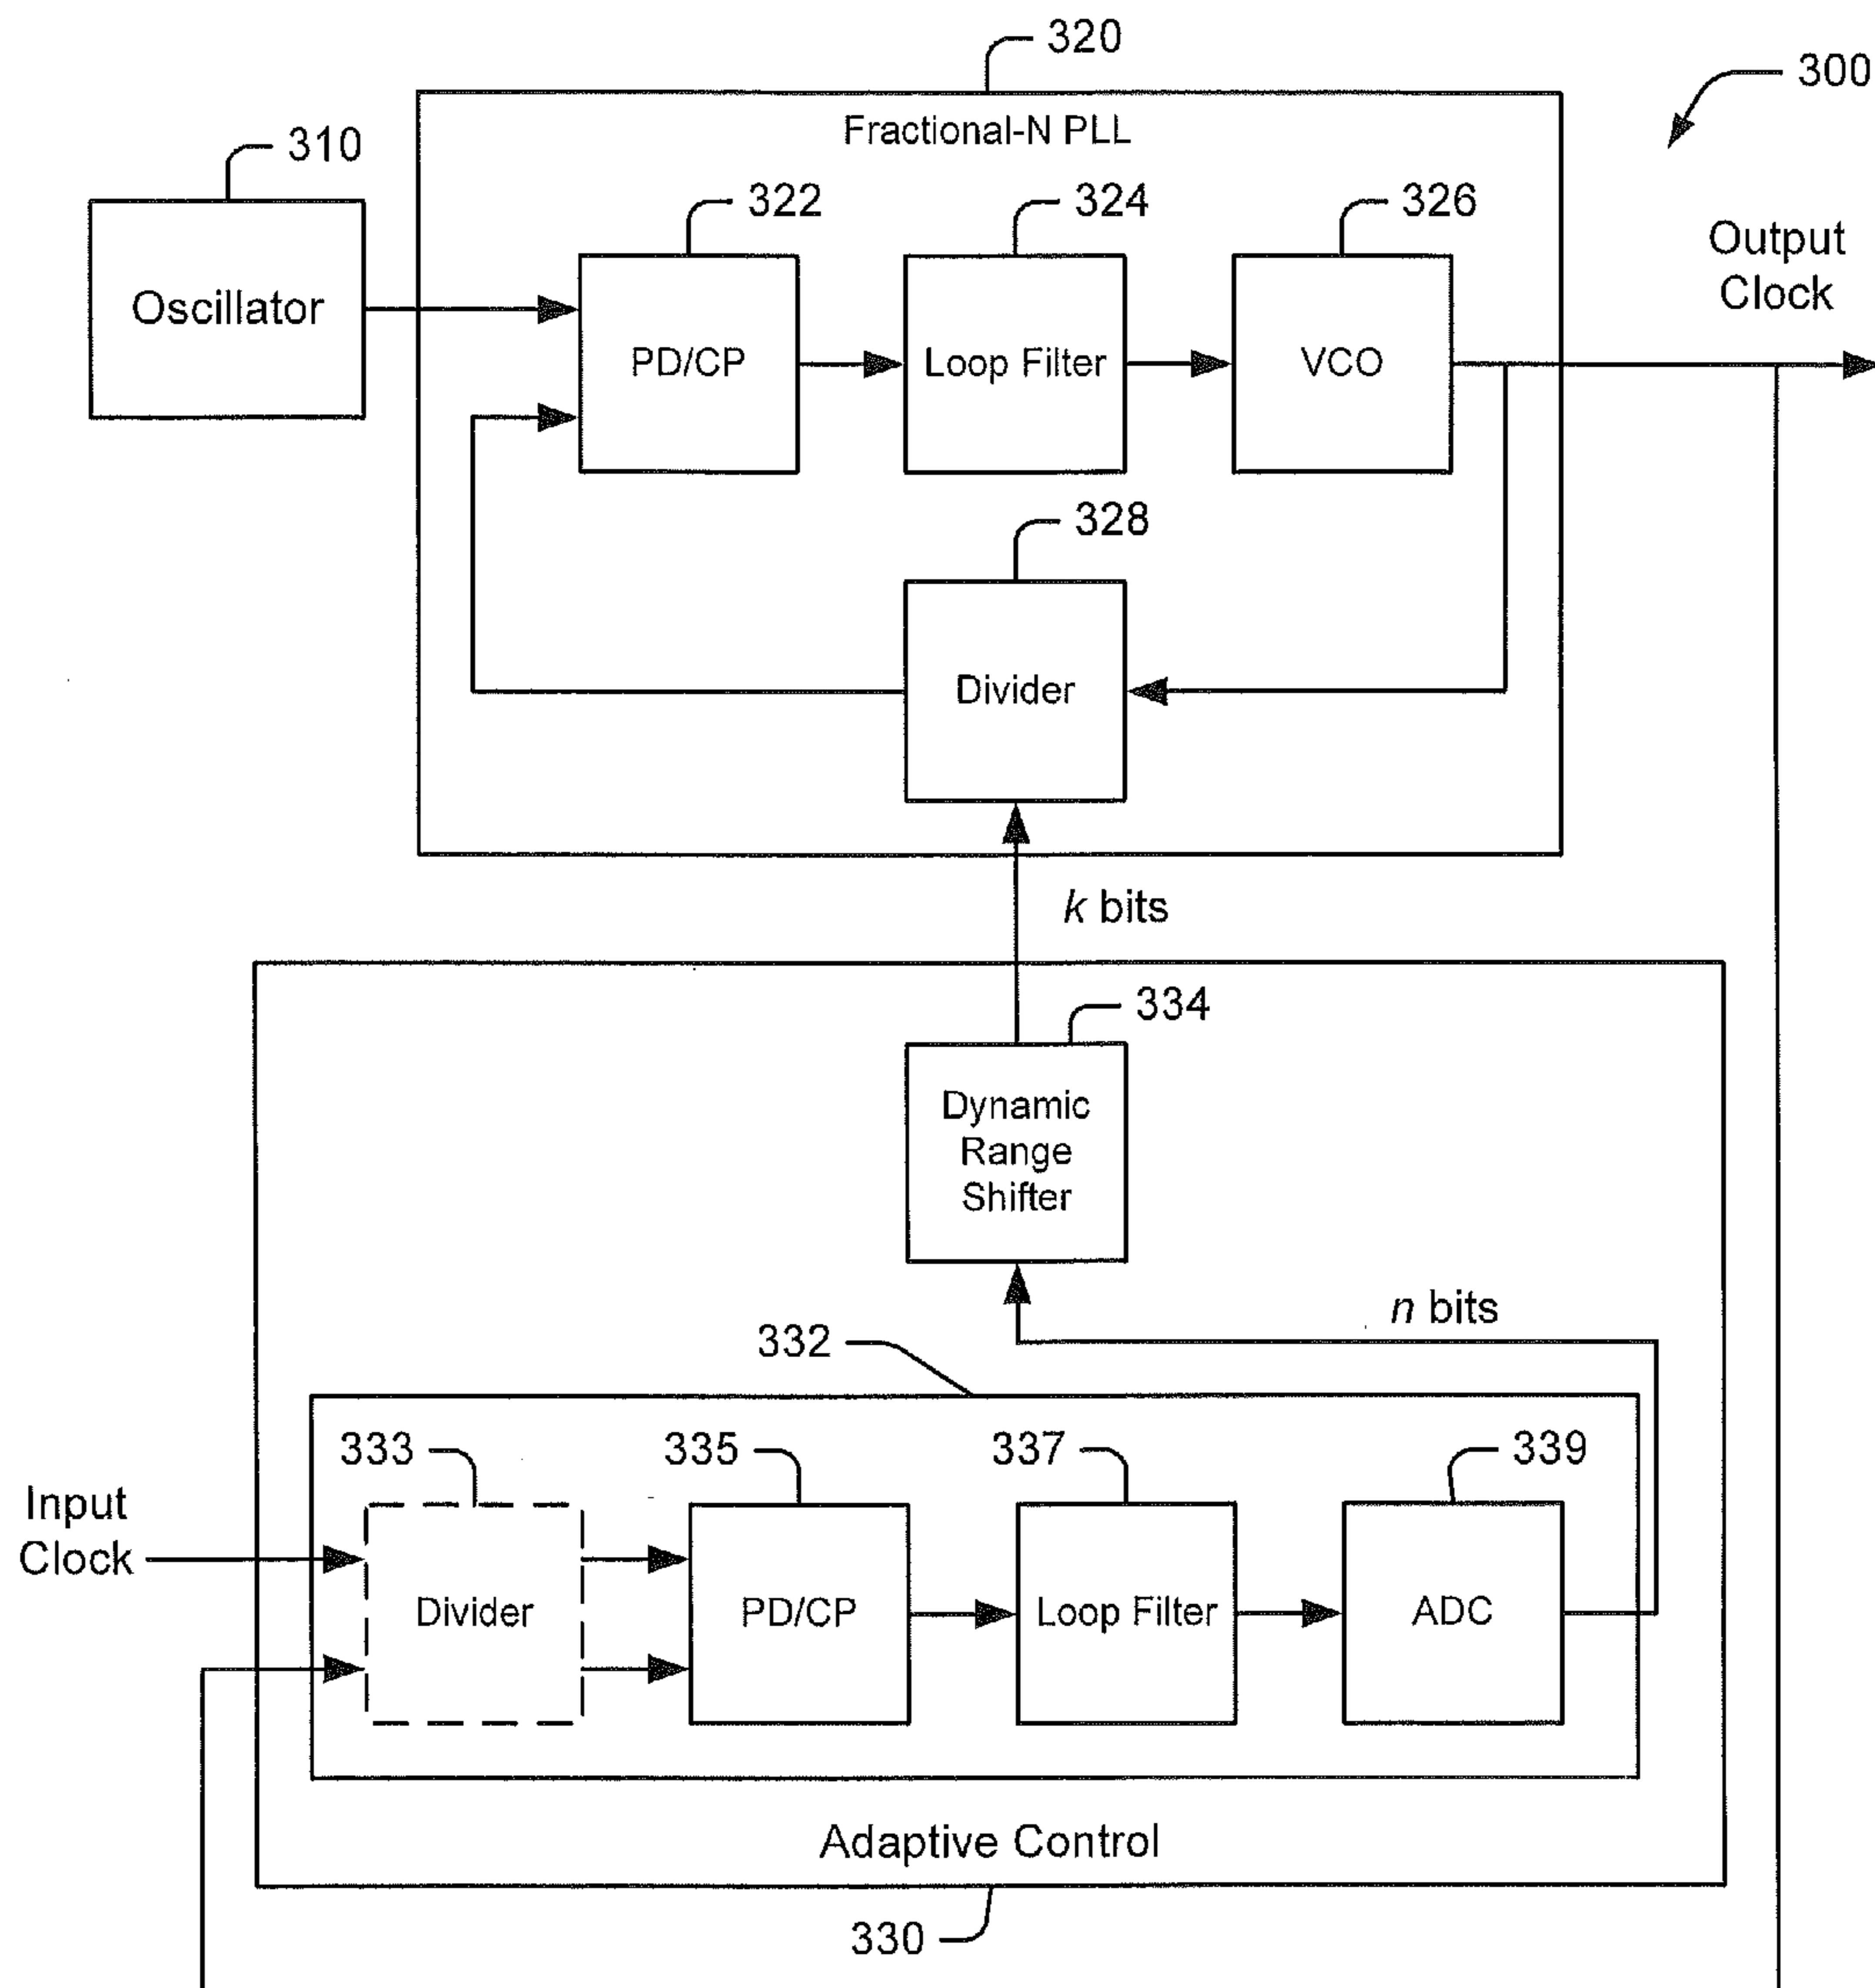 320
300
Fractional-N PLL
310
322
324
326
Output
Clock
Oscillator
PD/CP
Loop Filter
VCO
328
Divider
k bits
334
Dynamic
Range
Shifter
n bits
332
333
335
337
339
Input
Clock
Divider
PD/CP
Loop Filter
ADC
Adaptive Control
330